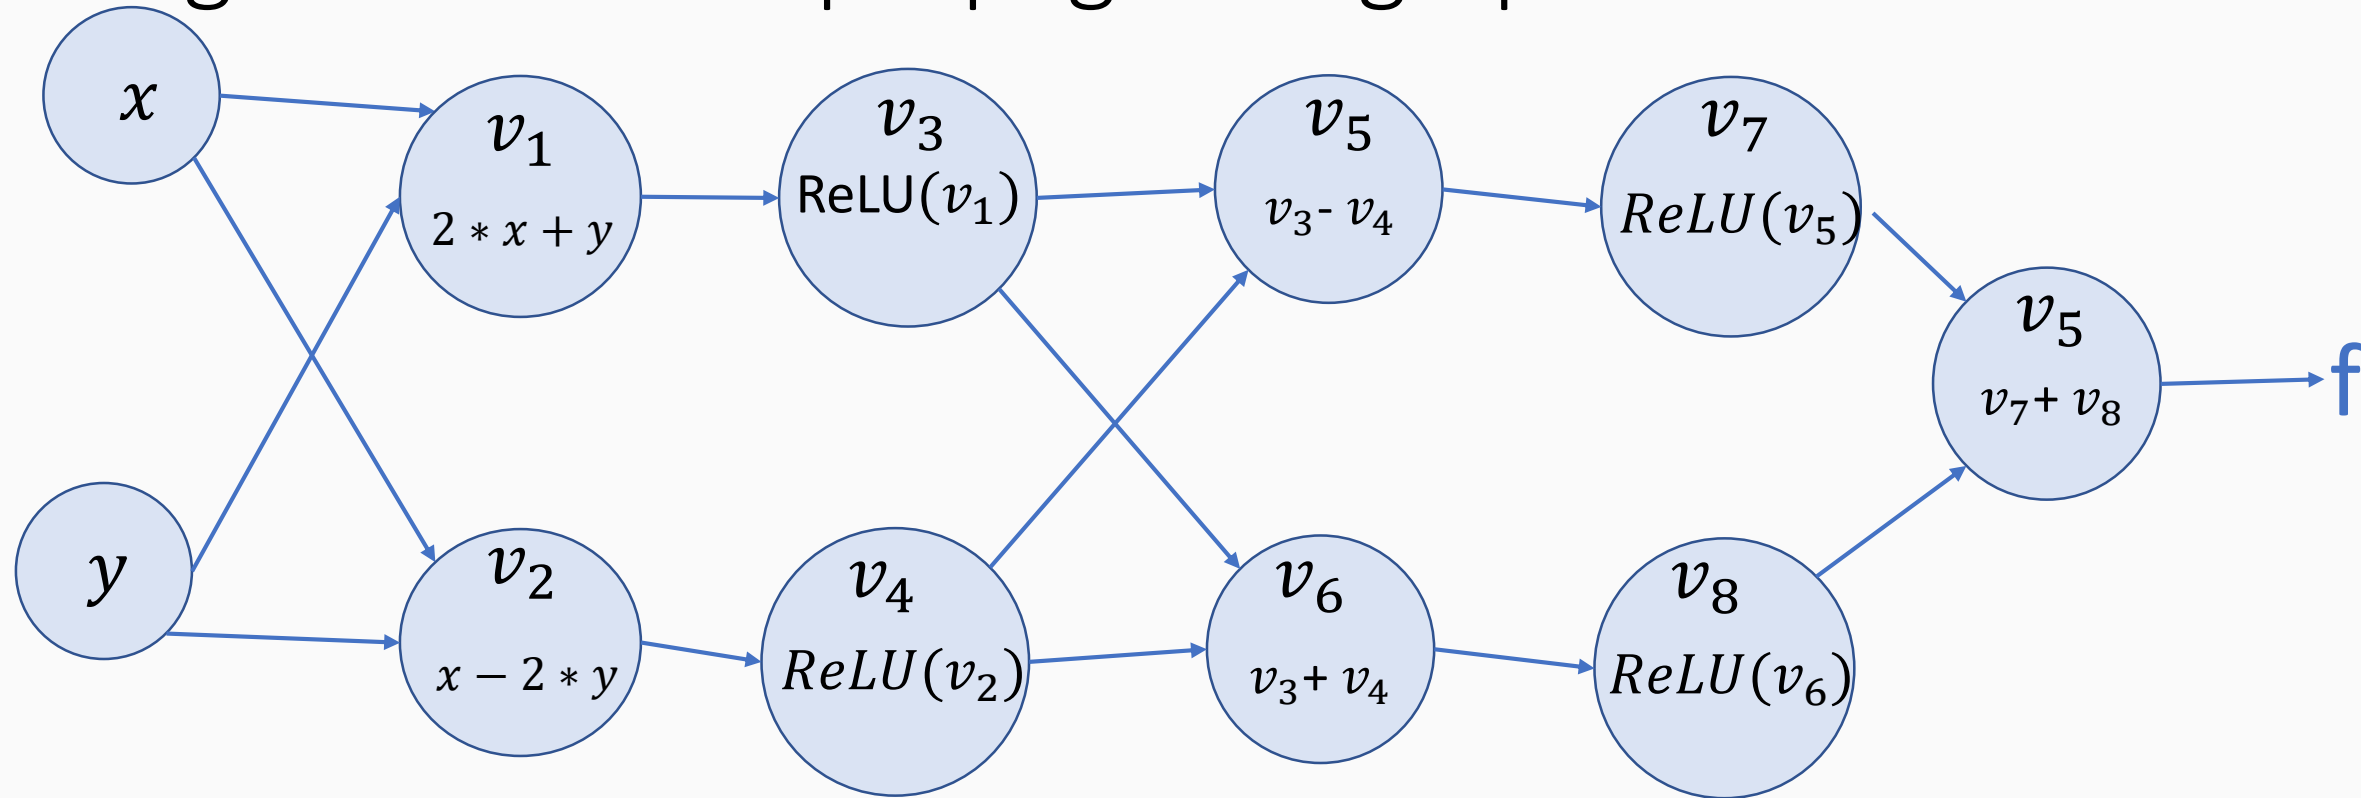 x
y
v₁
2 * x + y
v₂
x − 2 * y
v₃
ReLU(v₁)
v₄
ReLU(v₂)
v₅
v₃- v₄
v₆
v₃+ v₄
v₇
ReLU(v₅)
v₈
ReLU(v₆)
v₅
v₇+ v₈
f